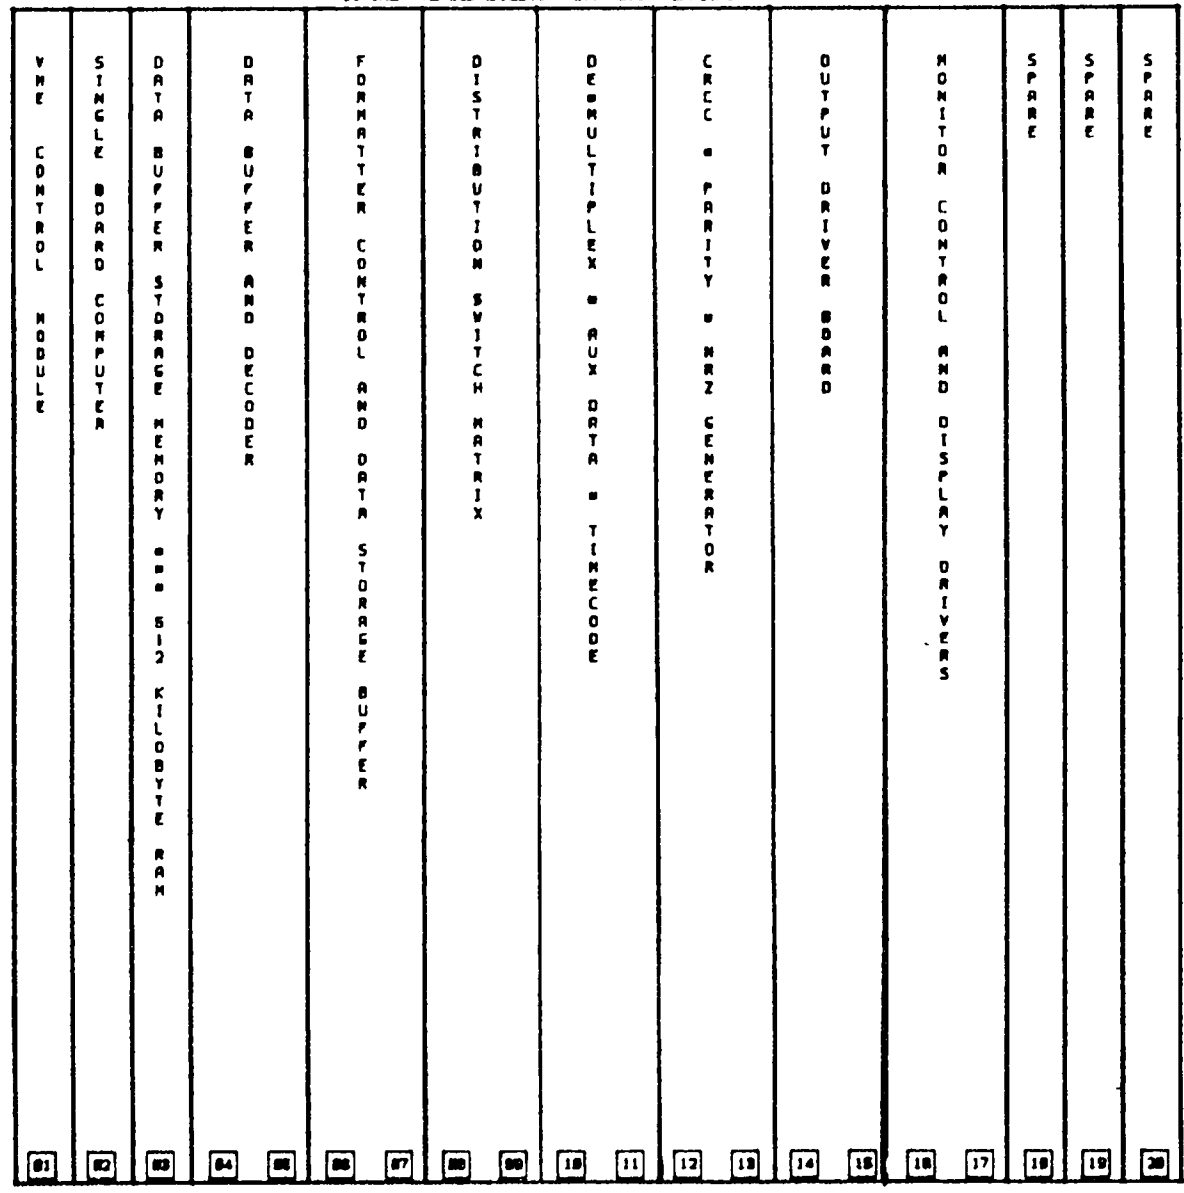 VME CONTROL MODULE
SINGLE BOARD COMPUTER
DATA BUFFER STORAGE MEMORY --- 512 KILOBYTE RAM
DATA BUFFER AND DECODER
FORMATTER CONTROL AND DATA STORAGE BUFFER
DISTRIBUTION SWITCH MATRIX
DE-MULTIPLEX - AUX DATA - TIMECODE
CRCC - PARITY - NRZ GENERATOR
OUTPUT DRIVER BOARD
MONITOR CONTROL AND DISPLAY DRIVERS
SPARE
SPARE
SPARE
01 02 03 04 05 06 07 08 09 10 11 12 13 14 15 16 17 18 19 20